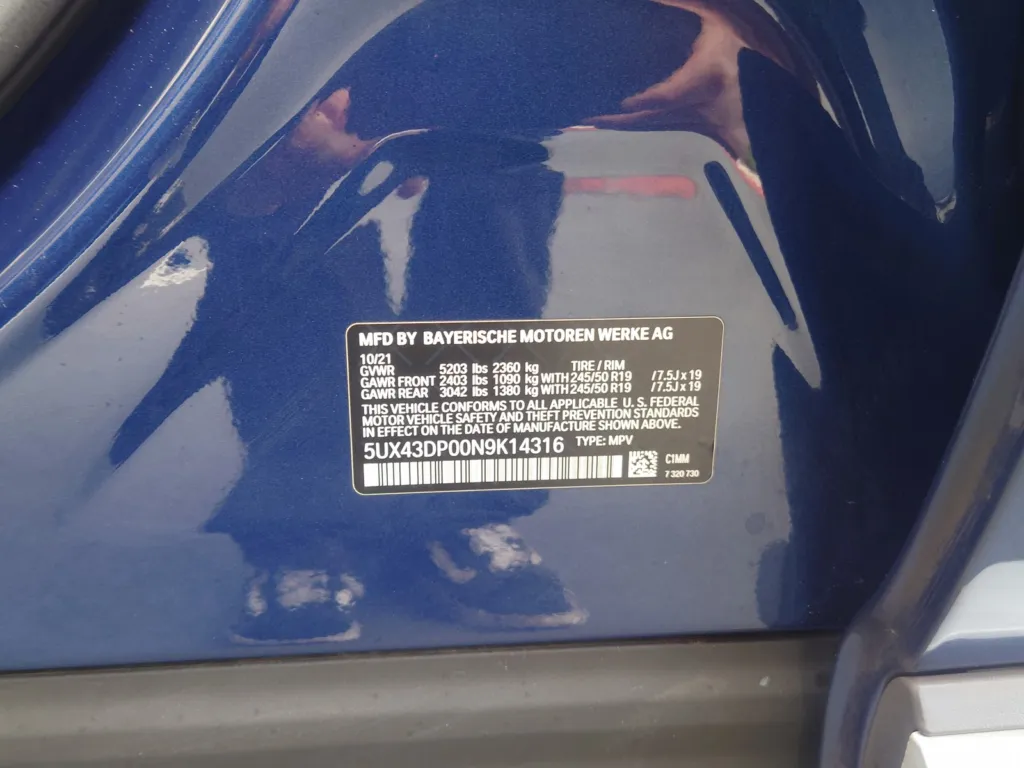 MFD BY BAYERISCHE MOTOREN WERKE AG
10/21
GVWR 5203 lbs 2360 kg TIRE / RIM
GAWR FRONT 2403 lbs 1090 kg WITH 245/50 R19 / 7.5J x 19
GAWR REAR 3042 lbs 1380 kg WITH 245/50 R19 / 7.5J x 19
THIS VEHICLE CONFORMS TO ALL APPLICABLE U. S. FEDERAL
MOTOR VEHICLE SAFETY AND THEFT PREVENTION STANDARDS
IN EFFECT ON THE DATE OF MANUFACTURE SHOWN ABOVE.
5UX43DP00N9K14316 TYPE: MPV
C1MM
7 320 730